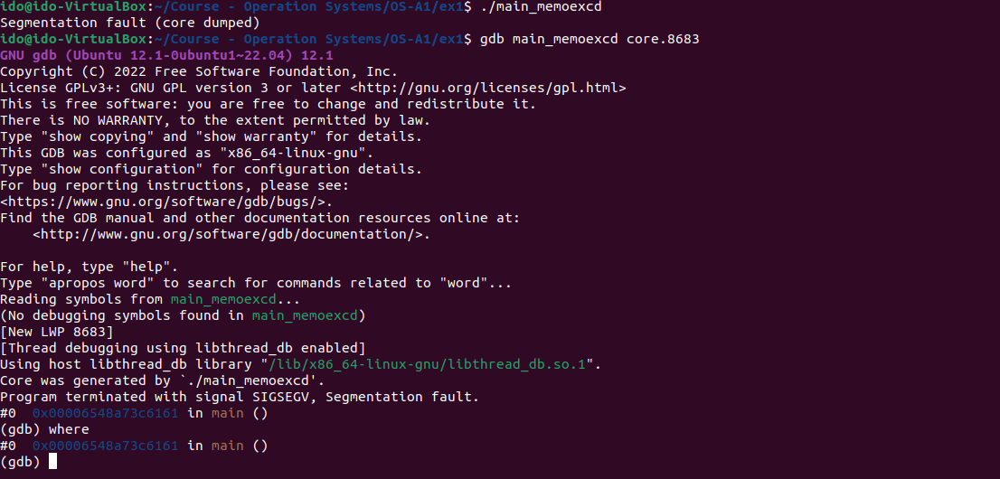 ido@ido-VirtualBox:~/Course - Operation Systems/OS-A1/ex1$ ./main_memoexcd
Segmentation fault (core dumped)
ido@ido-VirtualBox:~/Course - Operation Systems/OS-A1/ex1$ gdb main_memoexcd core.8683
GNU gdb (Ubuntu 12.1-0ubuntu1~22.04) 12.1
Copyright (C) 2022 Free Software Foundation, Inc.
License GPLv3+: GNU GPL version 3 or later <http://gnu.org/licenses/gpl.html>
This is free software: you are free to change and redistribute it.
There is NO WARRANTY, to the extent permitted by law.
Type "show copying" and "show warranty" for details.
This GDB was configured as "x86_64-linux-gnu".
Type "show configuration" for configuration details.
For bug reporting instructions, please see:
<https://www.gnu.org/software/gdb/bugs/>.
Find the GDB manual and other documentation resources online at:
    <http://www.gnu.org/software/gdb/documentation/>.

For help, type "help".
Type "apropos word" to search for commands related to "word"...
Reading symbols from main_memoexcd...
(No debugging symbols found in main_memoexcd)
[New LWP 8683]
[Thread debugging using libthread_db enabled]
Using host libthread_db library "/lib/x86_64-linux-gnu/libthread_db.so.1".
Core was generated by `./main_memoexcd'.
Program terminated with signal SIGSEGV, Segmentation fault.
#0  0x00006548a73c6161 in main ()
(gdb) where
#0  0x00006548a73c6161 in main ()
(gdb)